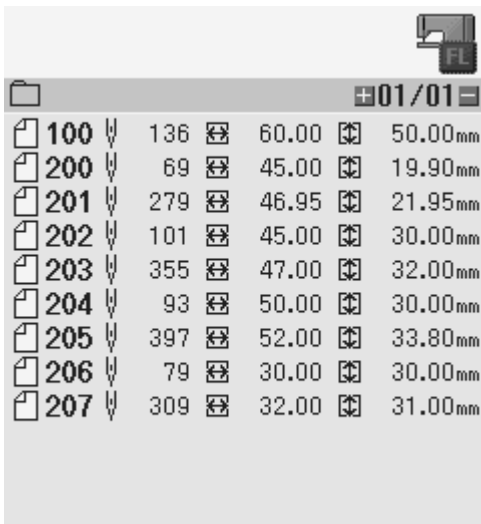 FL
01/01
100 136 60.00 50.00mm
200 69 45.00 19.90mm
201 279 46.95 21.95mm
202 101 45.00 30.00mm
203 355 47.00 32.00mm
204 93 50.00 30.00mm
205 397 52.00 33.80mm
206 79 30.00 30.00mm
207 309 32.00 31.00mm